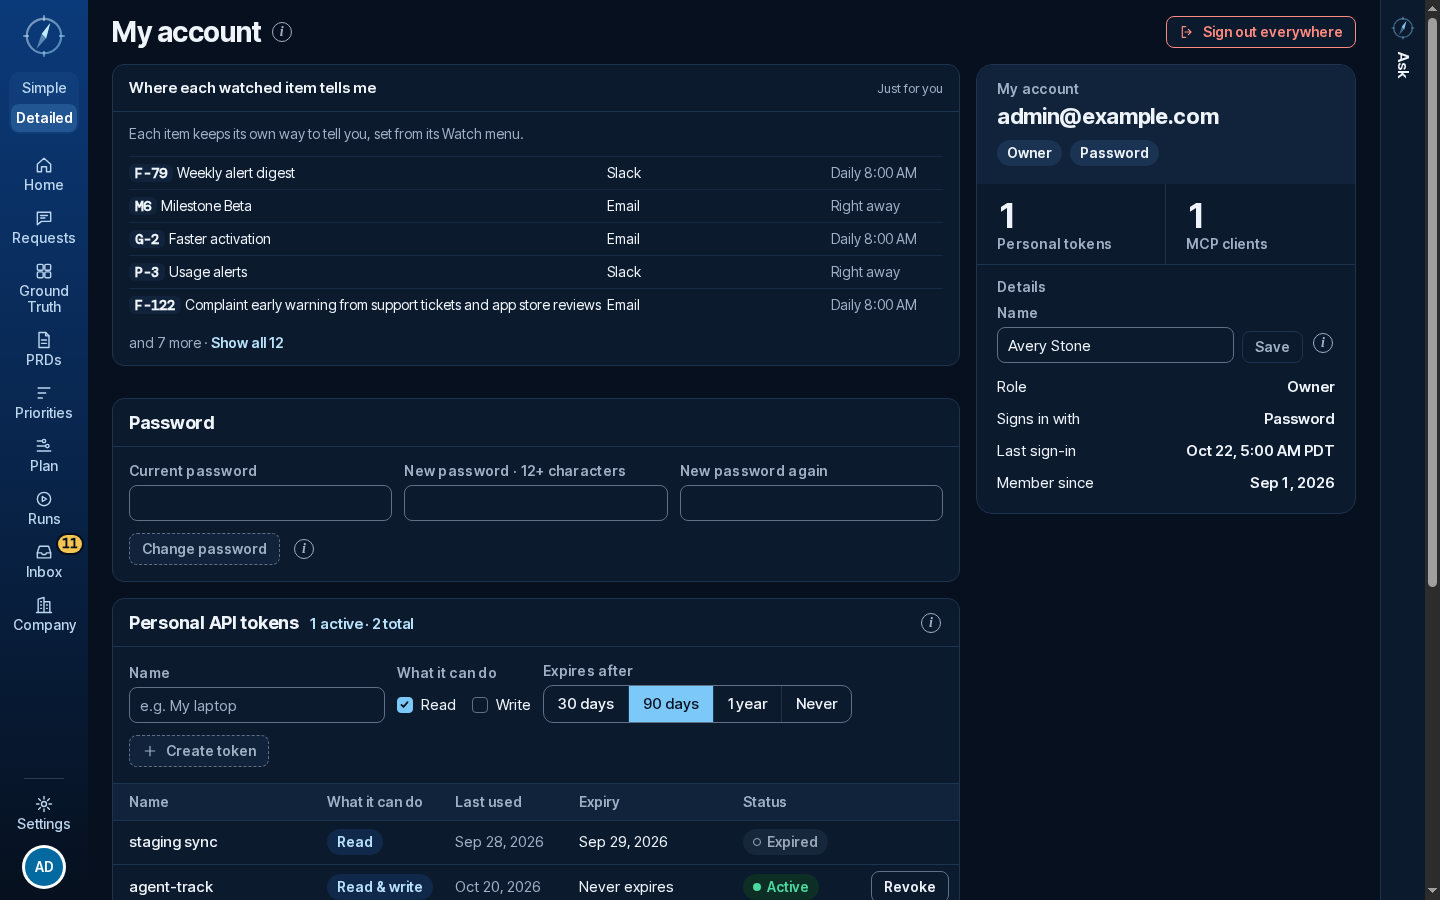 Simple
Detailed
Home
Requests
Ground
Truth
PRDs
Priorities
Plan
Runs
11
Inbox
Company
Settings
AD
My account
i
Sign out everywhere
Where each watched item tells me
Just for you
Each item keeps its own way to tell you, set from its Watch menu.
F-79 Weekly alert digest Slack Daily 8:00 AM
M6 Milestone Beta Email Right away
G-2 Faster activation Email Daily 8:00 AM
P-3 Usage alerts Slack Right away
F-122 Complaint early warning from support tickets and app store reviews Email Daily 8:00 AM
and 7 more · Show all 12
Password
Current password
New password · 12+ characters
New password again
Change password
i
Personal API tokens 1 active · 2 total
i
Name
What it can do
Expires after
e.g. My laptop
Read
Write
30 days
90 days
1 year
Never
Create token
Name What it can do Last used Expiry Status
staging sync Read Sep 28, 2026 Sep 29, 2026 Expired
agent-track Read & write Oct 20, 2026 Never expires Active Revoke
My account
admin@example.com
Owner
Password
1
Personal tokens
1
MCP clients
Details
Name
Avery Stone
Save
i
Role Owner
Signs in with Password
Last sign-in Oct 22, 5:00 AM PDT
Member since Sep 1, 2026
Ask